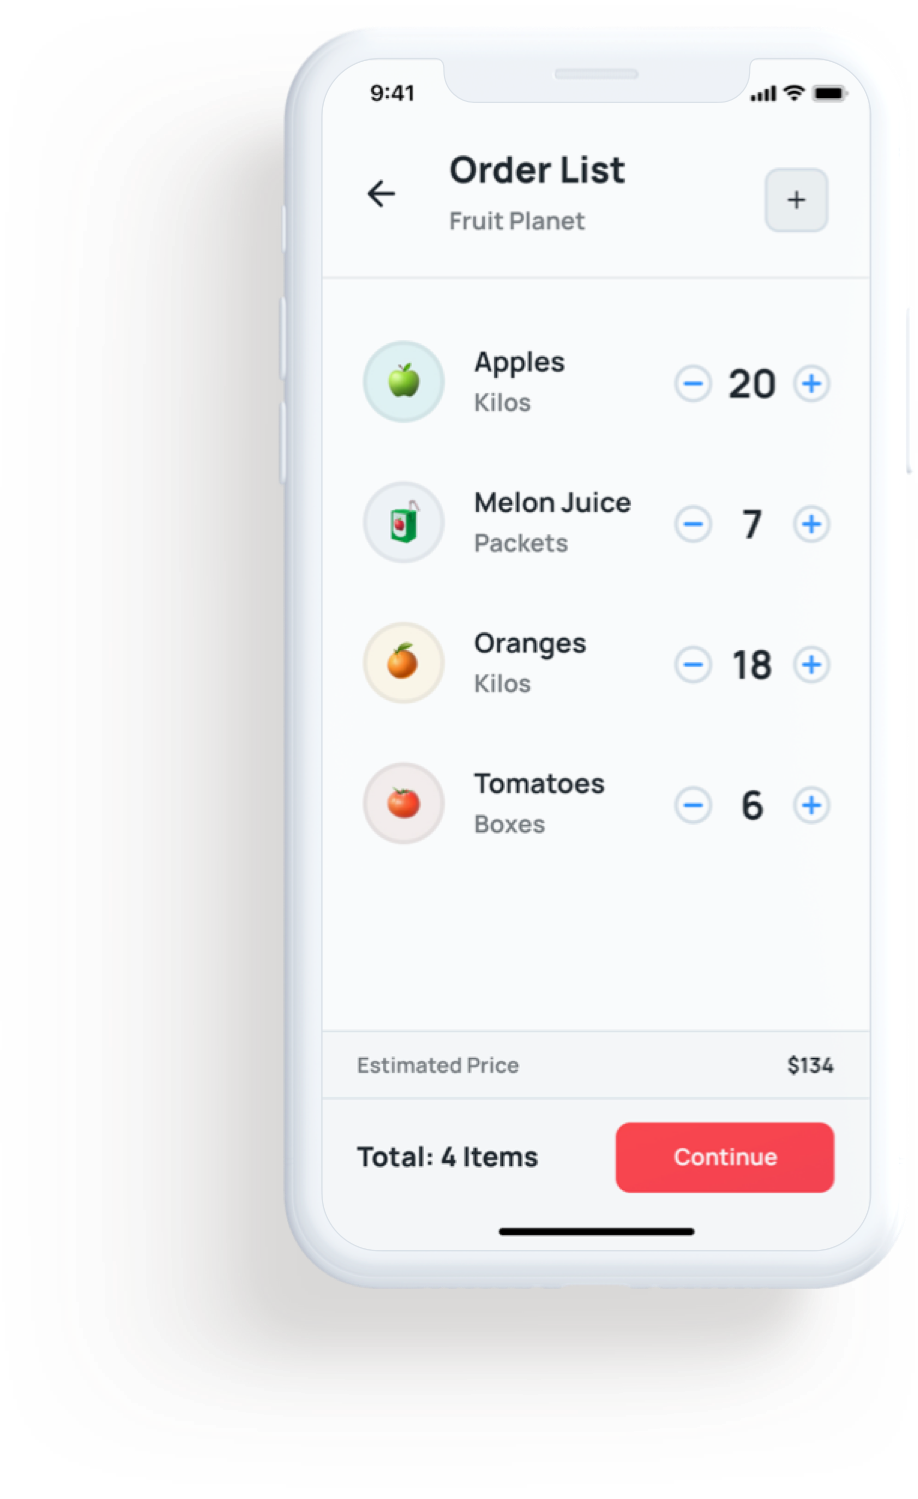 9:41
Order List
Fruit Planet
+
Apples
Kilos
20
Melon Juice
Packets
7
Oranges
Kilos
18
Tomatoes
Boxes
6
Estimated Price
$134
Total: 4 Items
Continue